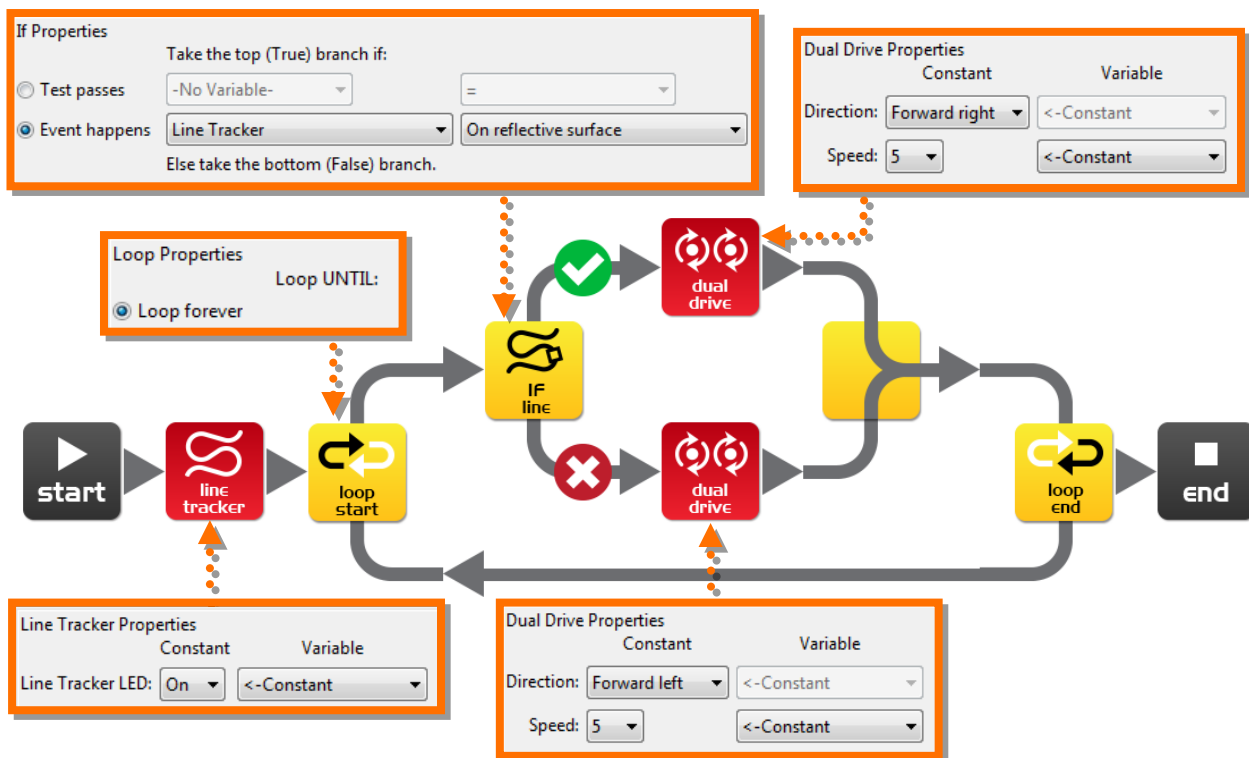 If Properties
Take the top (True) branch if:
Test passes -No Variable- =
Event happens Line Tracker On reflective surface
Else take the bottom (False) branch.
Dual Drive Properties
Constant Variable
Direction: Forward right <-Constant
Speed: 5 <-Constant
Loop Properties
Loop UNTIL:
Loop forever
dual
drive
IF
line
start
line
tracker
loop
start
dual
drive
loop
end
end
Line Tracker Properties
Constant Variable
Line Tracker LED: On <-Constant
Dual Drive Properties
Constant Variable
Direction: Forward left <-Constant
Speed: 5 <-Constant